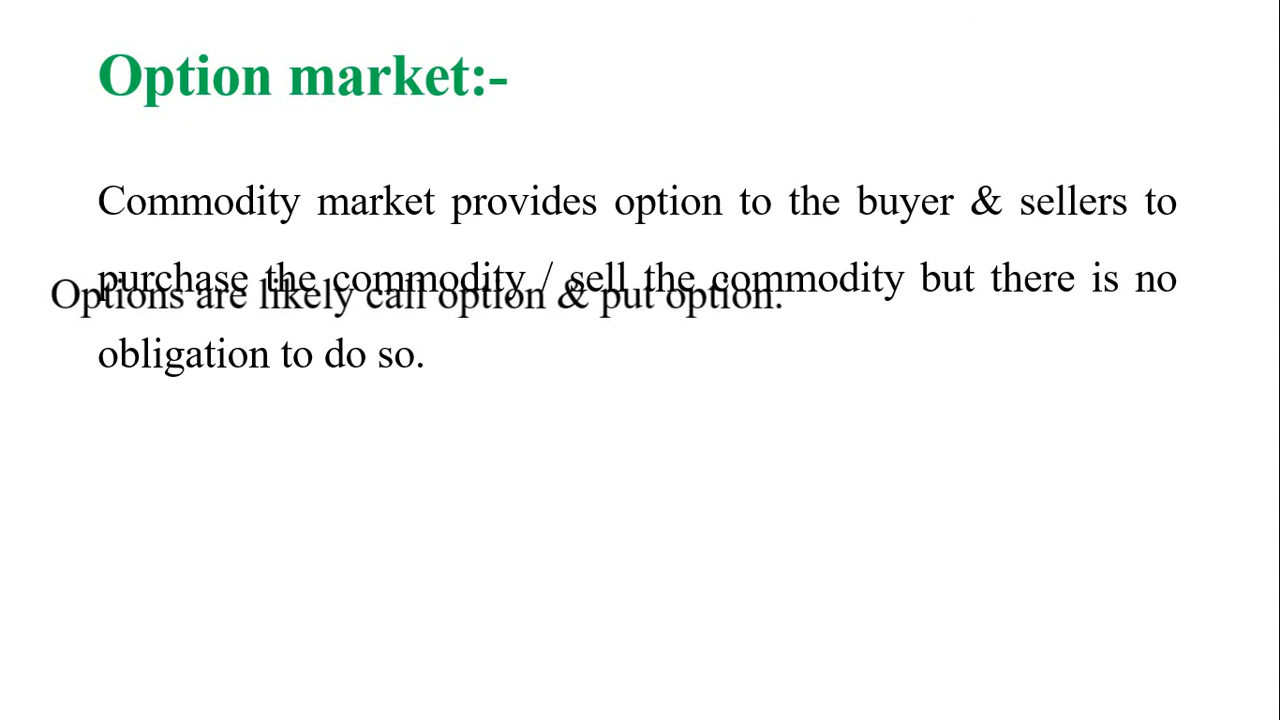 Option market:-
Commodity market provides option to the buyer & sellers to
purchase the commodity / sell the commodity but there is no
Options are likely call option & put option.
obligation to do so.